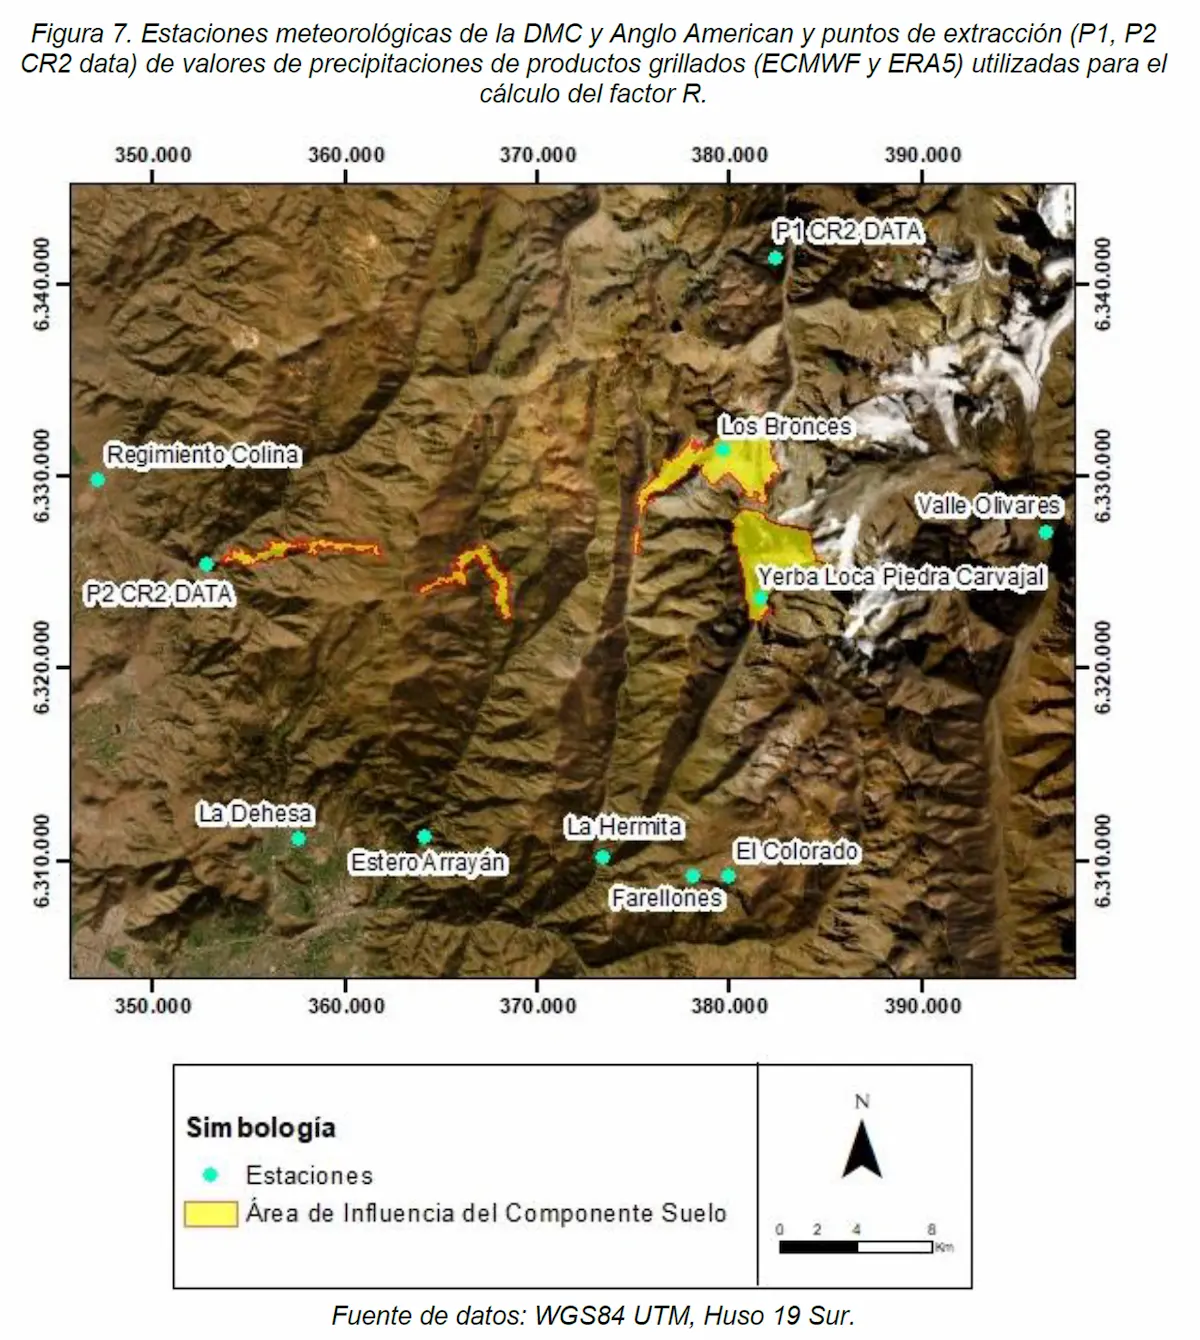 Figura 7. Estaciones meteorológicas de la DMC y Anglo American y puntos de extracción (P1, P2
CR2 data) de valores de precipitaciones de productos grillados (ECMWF y ERA5) utilizadas para el
cálculo del factor R.
350.000 360.000 370.000 380.000 390.000
P1 CR2 DATA
6.340.000 6.340.000
Los Bronces
Regimiento Colina
6.330.000 6.330.000
Valle Olivares
Yerba Loca Piedra Carvajal
P2 CR2 DATA
6.320.000 6.320.000
La Dehesa
La Hermita
Estero Arrayán
El Colorado
6.310.000 6.310.000
Farellones
350.000 360.000 370.000 380.000 390.000
Simbología
Estaciones
Área de Influencia del Componente Suelo
N
0 2 4 8
Km
Fuente de datos: WGS84 UTM, Huso 19 Sur.